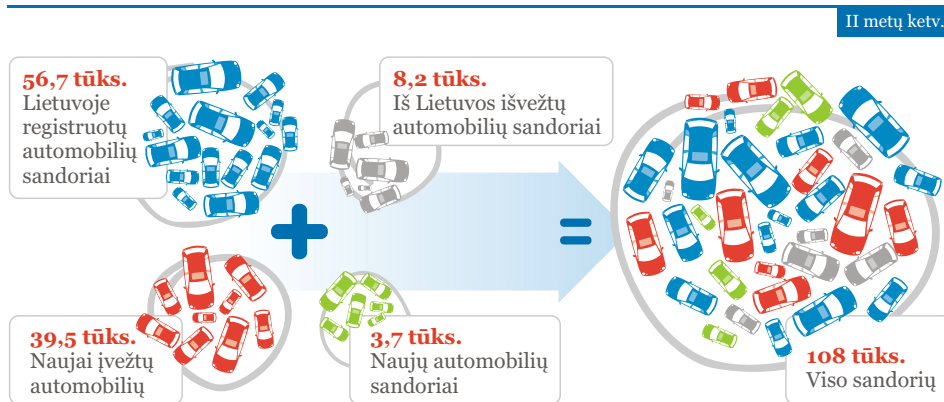 II metų ketv.
56,7 tūks.
Lietuvoje
registruotų
automobilių
sandoriai
8,2 tūks.
Iš Lietuvos išvežtų
automobilių sandoriai
39,5 tūks.
Naujai įvežtų
automobilių
3,7 tūks.
Naujų automobilių
sandoriai
108 tūks.
Viso sandorių